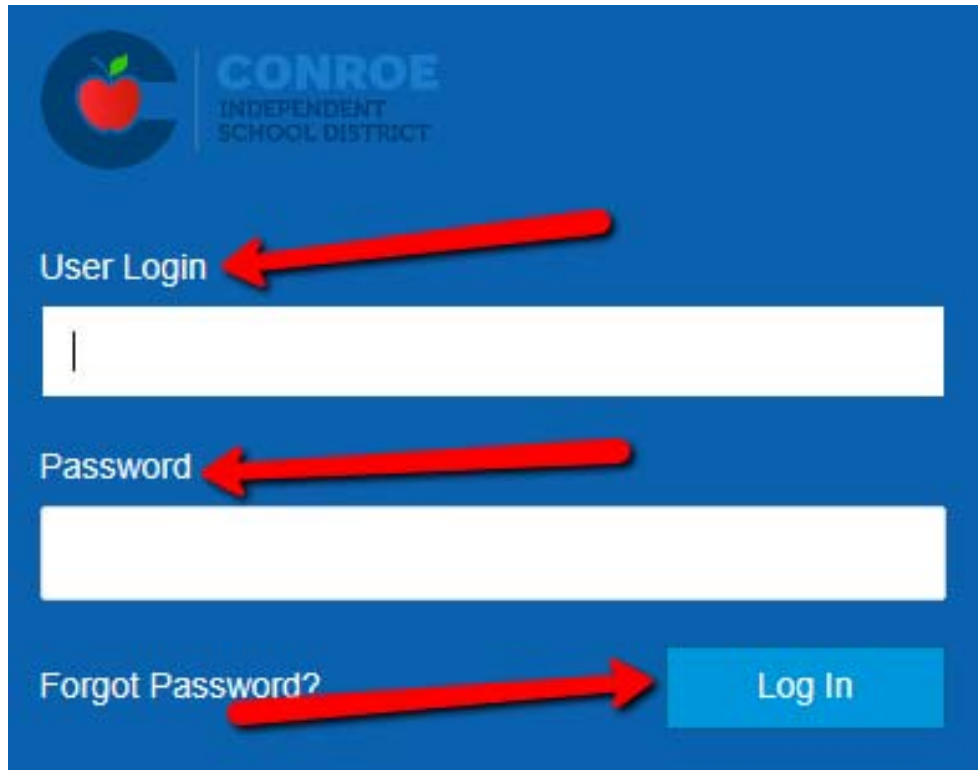 CONROE
INDEPENDENT
SCHOOL DISTRICT
User Login
Password
Forgot Password?
Log In